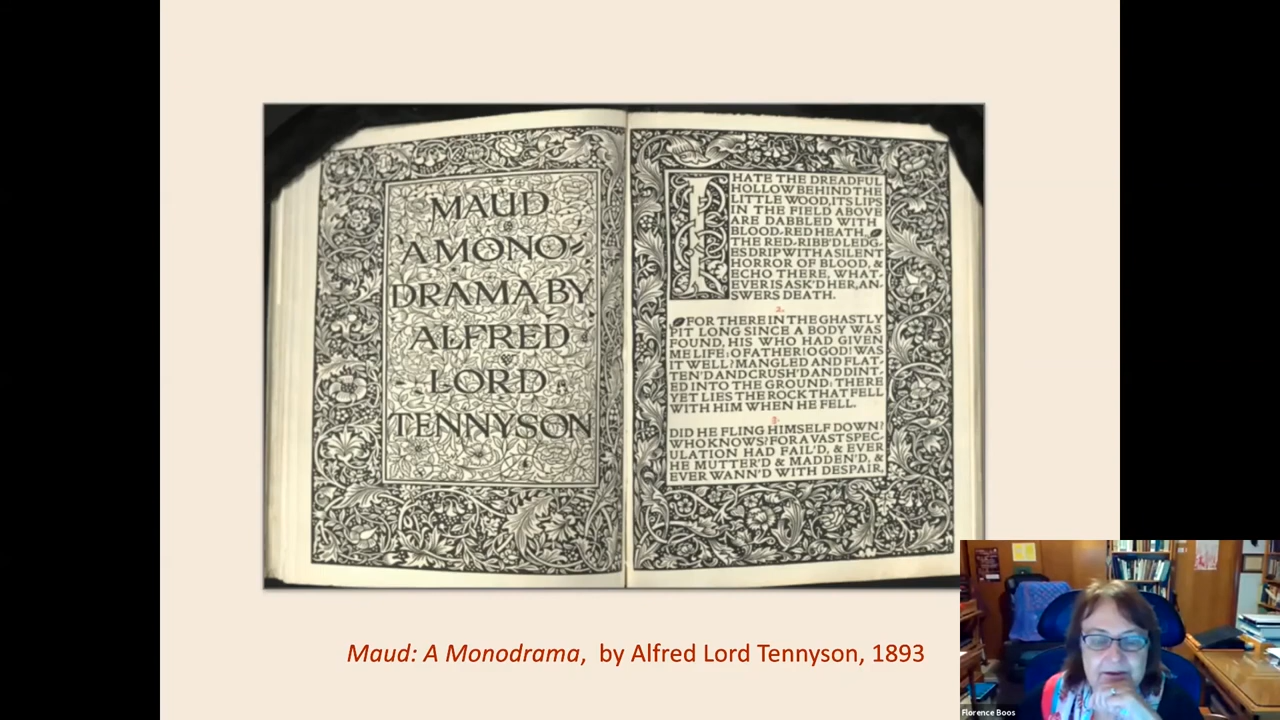 MAUD
A MONO-
DRAMA BY
ALFRED
LORD
TENNYSON
I
HATE THE DREADFUL
HOLLOW BEHIND THE
LITTLE WOOD, ITS LIPS
IN THE FIELD ABOVE
ARE DABBLED WITH
BLOOD-RED HEATH,
THE RED-RIBB'D LEDG-
ES DRIP WITH A SILENT
HORROR OF BLOOD, &
ECHO THERE, WHAT-
EVER IS ASK'D HER, AN-
SWERS DEATH.
2.
FOR THERE IN THE GHASTLY
PIT LONG SINCE A BODY WAS
FOUND, HIS WHO HAD GIVEN
ME LIFE: O FATHER! O GOD! WAS
IT WELL? MANGLED AND FLAT-
TEN'D AND CRUSH'D AND DINT-
ED INTO THE GROUND: THERE
YET LIES THE ROCK THAT FELL
WITH HIM WHEN HE FELL.
3.
DID HE FLING HIMSELF DOWN?
WHO KNOWS? FOR A VAST SPEC-
ULATION HAD FAIL'D, & EVER
HE MUTTER'D & MADDEN'D, &
EVER WANN'D WITH DESPAIR,
Maud: A Monodrama, by Alfred Lord Tennyson, 1893
Florence Boos